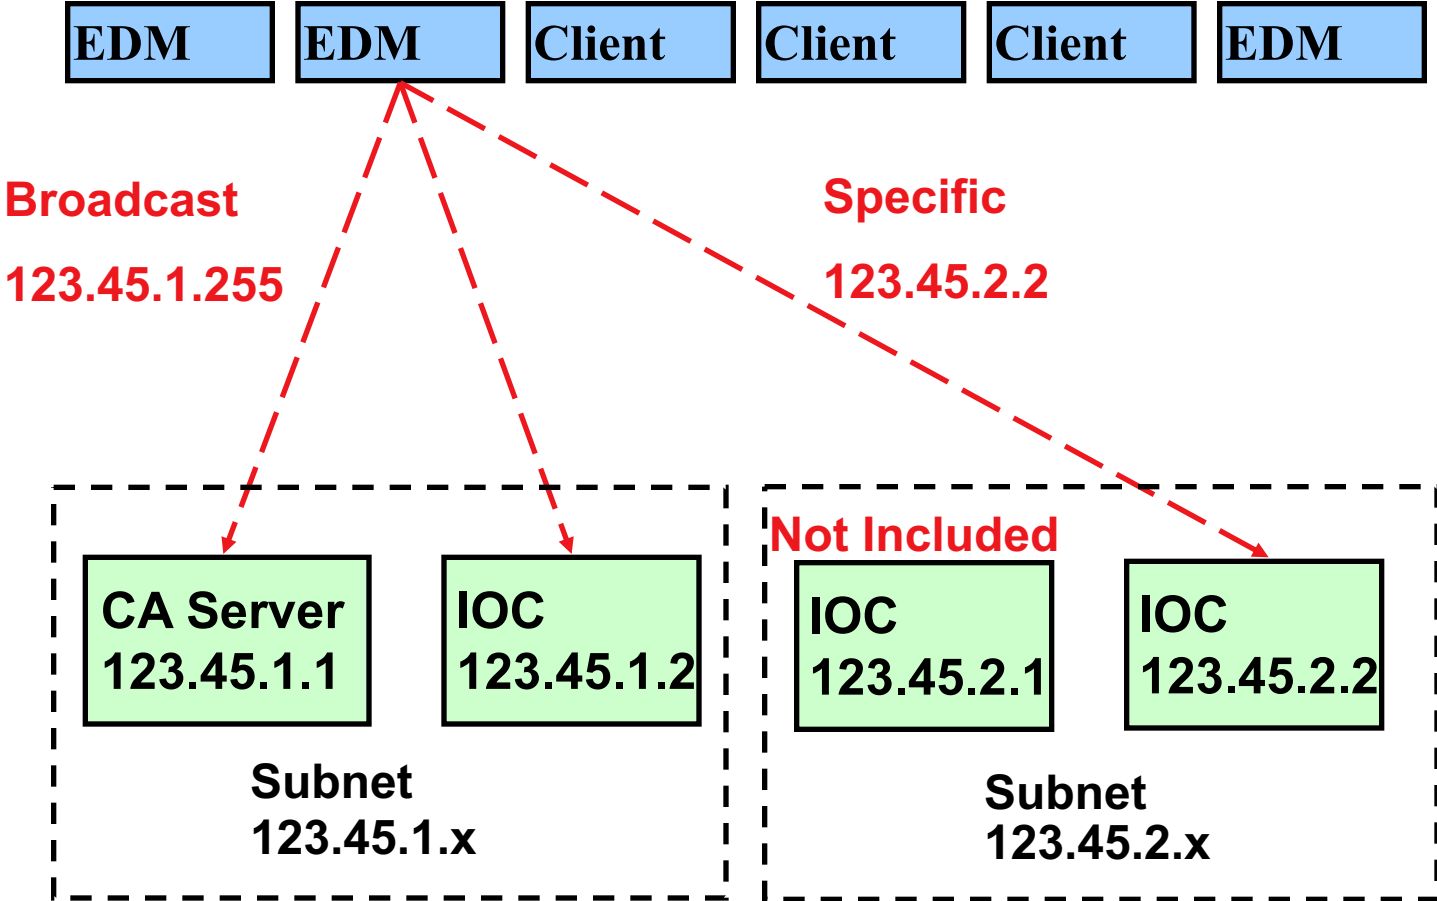 EDM
EDM
Client
Client
Client
EDM
Broadcast
123.45.1.255
Specific
123.45.2.2
Not Included
CA Server
123.45.1.1
IOC
123.45.1.2
IOC
123.45.2.1
IOC
123.45.2.2
Subnet
123.45.1.x
Subnet
123.45.2.x